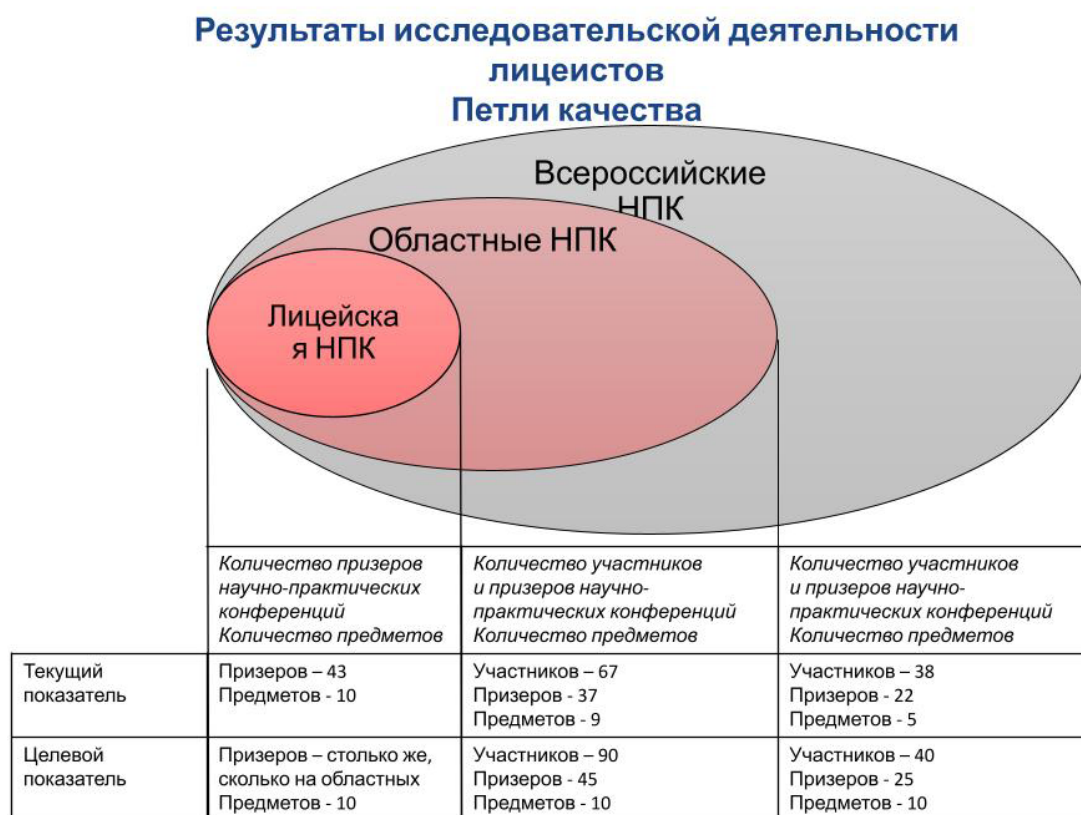 Результаты исследовательской деятельности
лицеистов
Петли качества
Всероссийские
НПК
Областные НПК
Лицейска
я НПК
Количество призеров
научно-практических
конференций
Количество предметов
Количество участников
и призеров научно-
практических конференций
Количество предметов
Количество участников
и призеров научно-
практических конференций
Количество предметов
Текущий
показатель
Призеров – 43
Предметов - 10
Участников – 67
Призеров - 37
Предметов - 9
Участников – 38
Призеров - 22
Предметов - 5
Целевой
показатель
Призеров – столько же,
сколько на областных
Предметов - 10
Участников – 90
Призеров - 45
Предметов - 10
Участников – 40
Призеров - 25
Предметов - 10